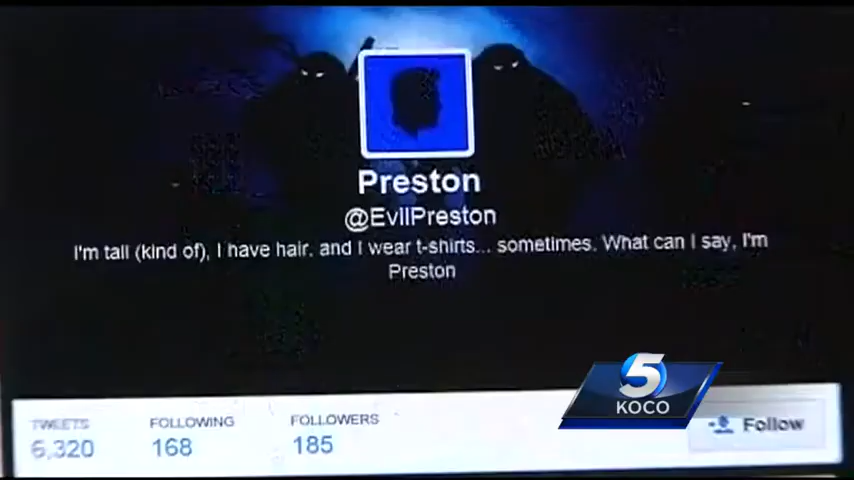 Preston
@EvilPreston
I'm tall (kind of), I have hair. and I wear t-shirts... sometimes. What can I say, I'm
Preston
TWEETS
FOLLOWING
FOLLOWERS
6,320
168
185
Follow
5
KOCO